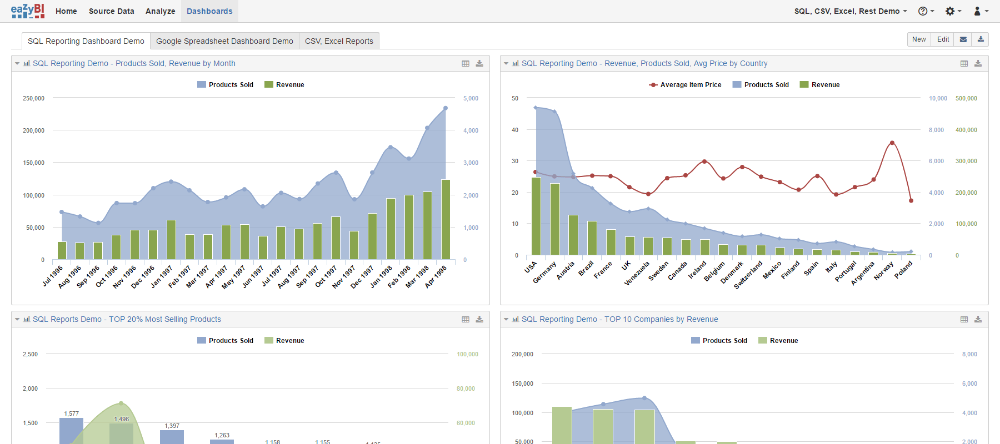 eazyBI Home Source Data Analyze Dashboards SQL, CSV, Excel, Rest Demo
SQL Reporting Dashboard Demo Google Spreadsheet Dashboard Demo CSV, Excel Reports New Edit
SQL Reporting Demo - Products Sold, Revenue by Month
Products Sold Revenue
250,000 5,000
200,000 4,000
150,000 3,000
100,000 2,000
50,000 1,000
0 0
Jul 1996 Aug 1996 Sep 1996 Oct 1996 Nov 1996 Dec 1996 Jan 1997 Feb 1997 Mar 1997 Apr 1997 May 1997 Jun 1997 Jul 1997 Aug 1997 Sep 1997 Oct 1997 Nov 1997 Dec 1997 Jan 1998 Feb 1998 Mar 1998 Apr 1998
SQL Reporting Demo - Revenue, Products Sold, Avg Price by Country
Average Item Price Products Sold Revenue
50 10,000 500,000
40 8,000 400,000
30 6,000 300,000
20 4,000 200,000
10 2,000 100,000
0 0 0
USA Germany Austria Brazil France UK Venezuela Sweden Canada Ireland Belgium Denmark Switzerland Mexico Finland Spain Italy Portugal Argentina Norway Poland
SQL Reports Demo - TOP 20% Most Selling Products
Products Sold Revenue
2,500 100,000
2,000 80,000
1,500 60,000
1,577 1,496 1,397 1,263 1,158 1,155
SQL Reporting Demo - TOP 10 Companies by Revenue
Products Sold Revenue
200,000 8,000
150,000 6,000
100,000 4,000
50,000 2,000